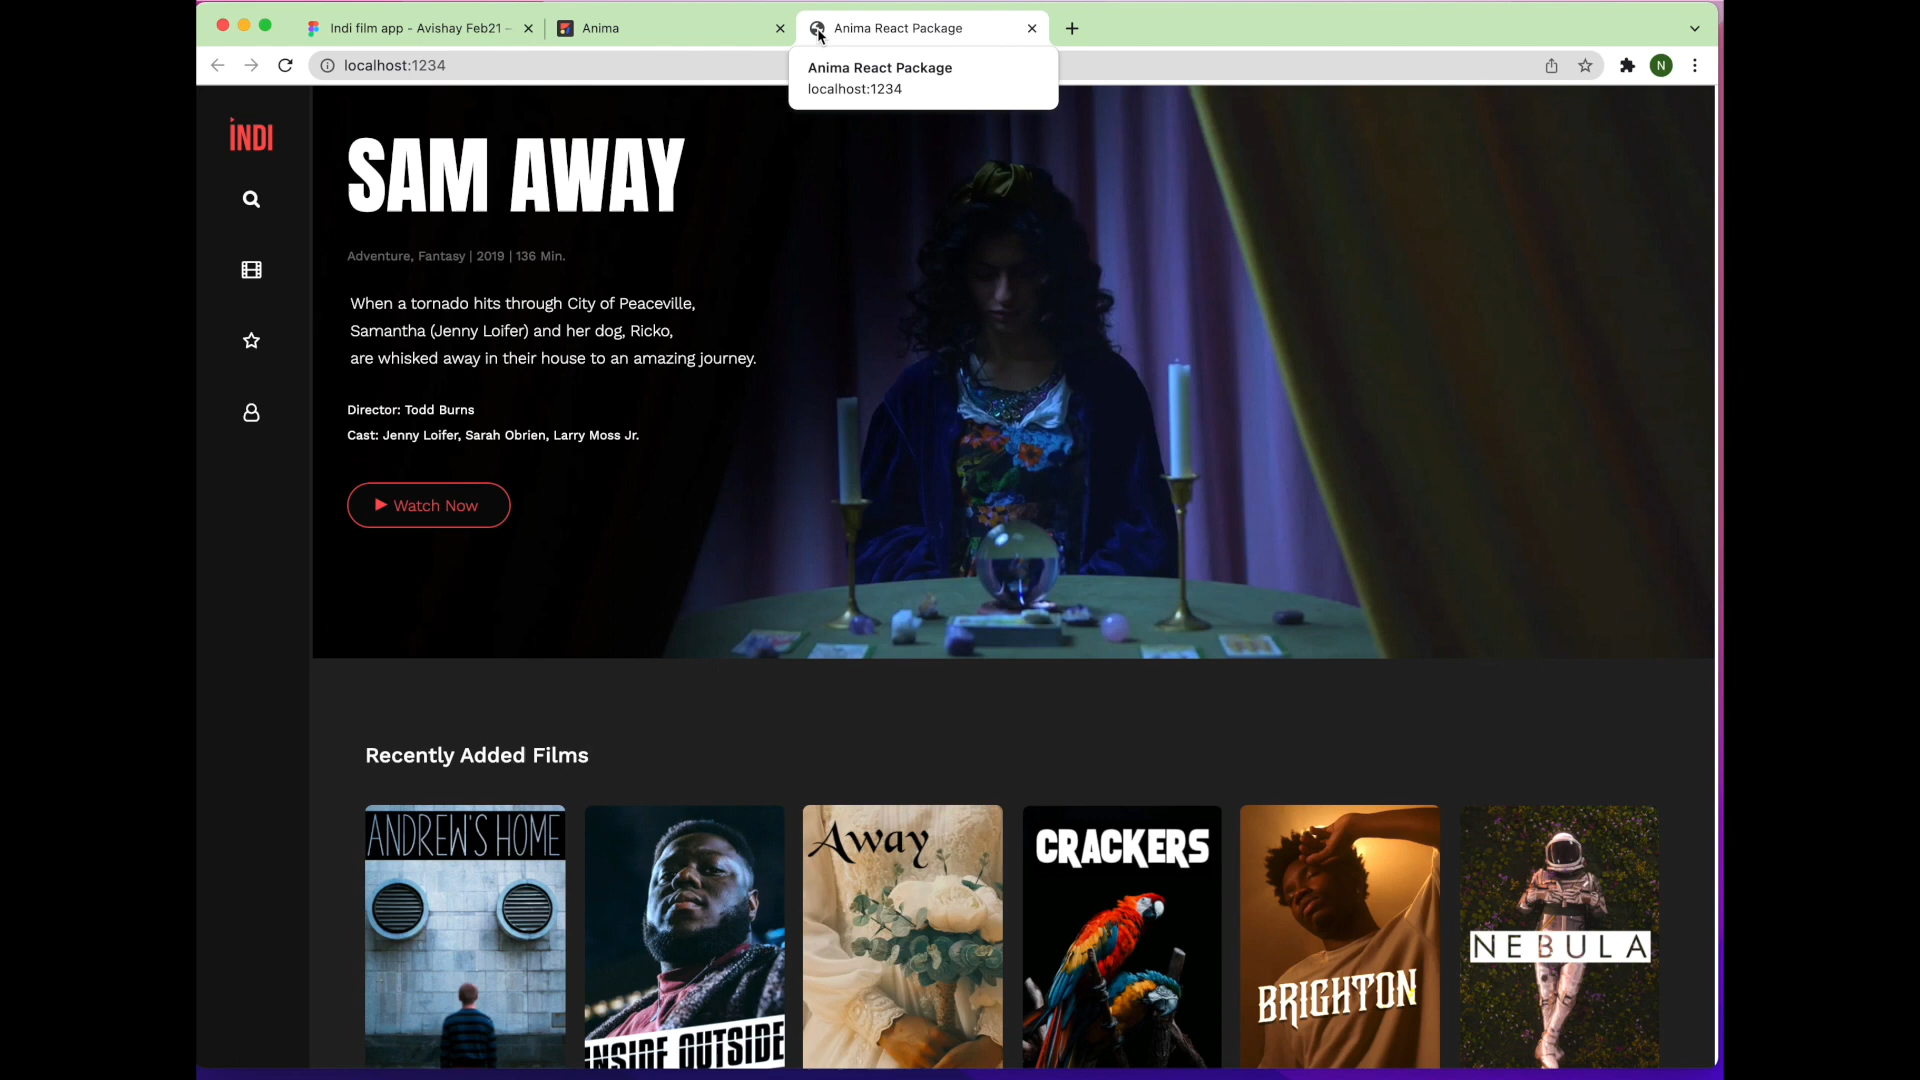 Indi film app - Avishay Feb21 –
Anima
Anima React Package
localhost:1234
N
Anima React Package
localhost:1234
INDI
SAM AWAY
Adventure, Fantasy | 2019 | 136 Min.
When a tornado hits through City of Peaceville,
Samantha (Jenny Loifer) and her dog, Ricko,
are whisked away in their house to an amazing journey.
Director: Todd Burns
Cast: Jenny Loifer, Sarah Obrien, Larry Moss Jr.
Watch Now
Recently Added Films
ANDREW'S HOME
INSIDE OUTSIDE
Away
CRACKERS
BRIGHTON
NEBULA